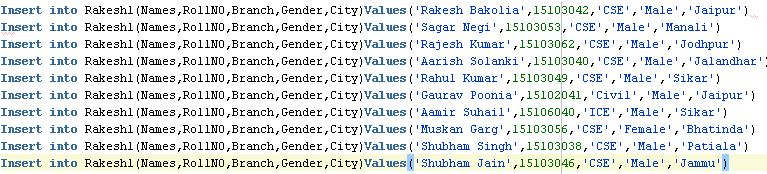 Insert into Rakesh1(Names,RollNO,Branch,Gender,City)Values('Rakesh Bakolia',15103042,'CSE','Male','Jaipur')
Insert into Rakesh1(Names,RollNO,Branch,Gender,City)Values('Sagar Negi',15103053,'CSE','Male','Manali')
Insert into Rakesh1(Names,RollNO,Branch,Gender,City)Values('Rajesh Kumar',15103062,'CSE','Male','Jodhpur')
Insert into Rakesh1(Names,RollNO,Branch,Gender,City)Values('Aarish Solanki',15103040,'CSE','Male','Jalandhar')
Insert into Rakesh1(Names,RollNO,Branch,Gender,City)Values('Rahul Kumar',15103049,'CSE','Male','Sikar')
Insert into Rakesh1(Names,RollNO,Branch,Gender,City)Values('Gaurav Poonia',15102041,'Civil','Male','Jaipur')
Insert into Rakesh1(Names,RollNO,Branch,Gender,City)Values('Aamir Suhail',15106040,'ICE','Male','Sikar')
Insert into Rakesh1(Names,RollNO,Branch,Gender,City)Values('Muskan Garg',15103056,'CSE','Female','Bhatinda')
Insert into Rakesh1(Names,RollNO,Branch,Gender,City)Values('Shubham Singh',15103038,'CSE','Male','Patiala')
Insert into Rakesh1(Names,RollNO,Branch,Gender,City)Values('Shubham Jain',15103046,'CSE','Male','Jammu')